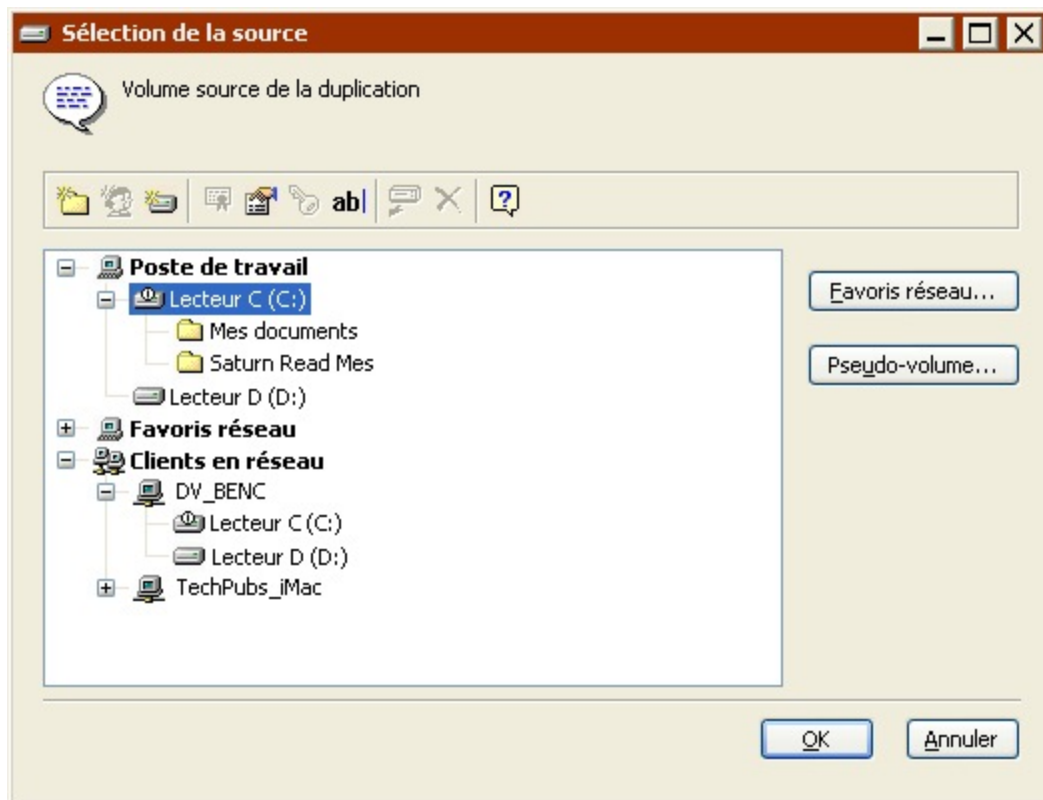 Sélection de la source
Volume source de la duplication
ab
Poste de travail
Lecteur C (C:)
Mes documents
Saturn Read Mes
Lecteur D (D:)
Favoris réseau
Clients en réseau
DV_BENC
Lecteur C (C:)
Lecteur D (D:)
TechPubs_iMac
Favoris réseau...
Pseudo-volume...
OK
Annuler